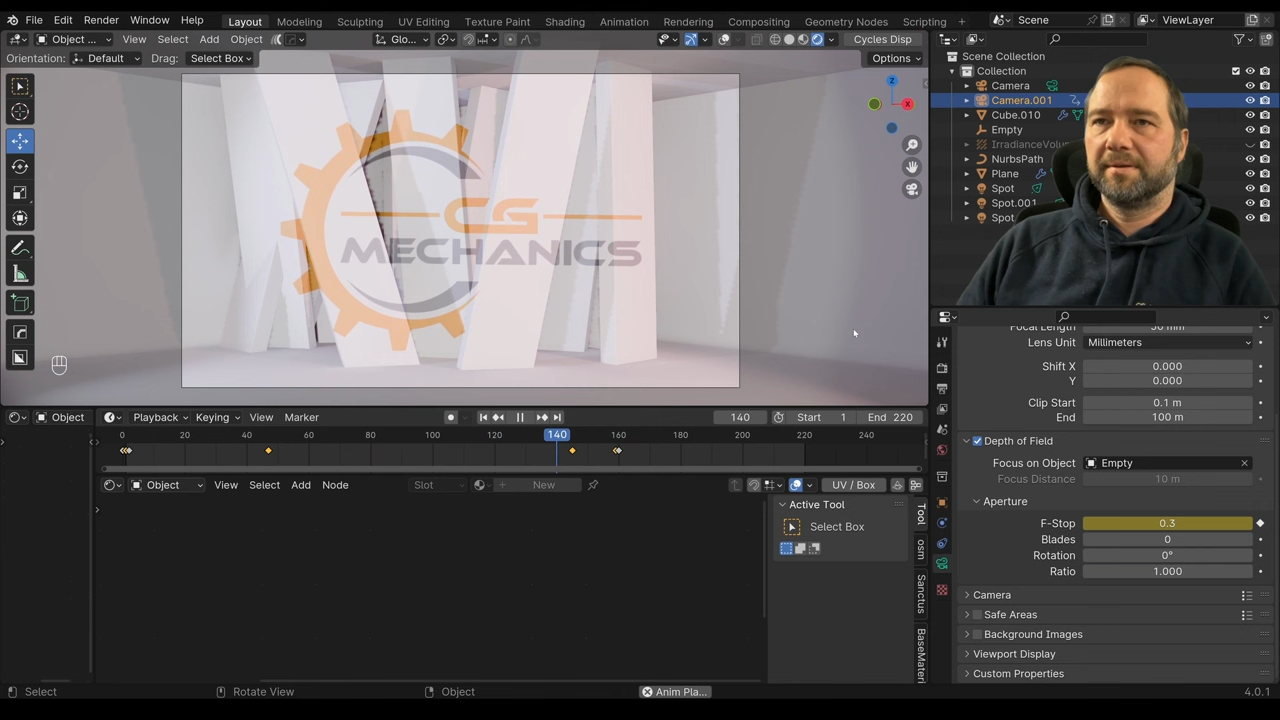 File Edit Render Window Help Layout Modeling Sculpting UV Editing Texture Paint Shading Animation Rendering Compositing Geometry Nodes Scripting + Scene ViewLayer
Object ... View Select Add Object Glo... Cycles Disp
Orientation: Default Drag: Select Box Options
Z
X
CG
MECHANICS
Scene Collection
Collection
Camera
Camera.001
Cube.010
Empty
NurbsPath
Plane
Spot
Spot.001
Spot
Focal Length 50 mm
Lens Unit Millimeters
Shift X 0.000
Y 0.000
Clip Start 0.1 m
End 100 m
Depth of Field
Focus on Object Empty
Focus Distance 10 m
Aperture
F-Stop 0.3
Blades 0
Rotation 0°
Ratio 1.000
Camera
Safe Areas
Background Images
Viewport Display
Custom Properties
Object Playback Keying View Marker 140 Start 1 End 220
0 20 40 60 80 100 120 140 160 180 200 220 240
Object View Select Add Node Slot New UV / Box
Active Tool
Select Box
Tool
osm
Sanctus
BaseMateri
Select Rotate View Object Anim Pla... 4.0.1